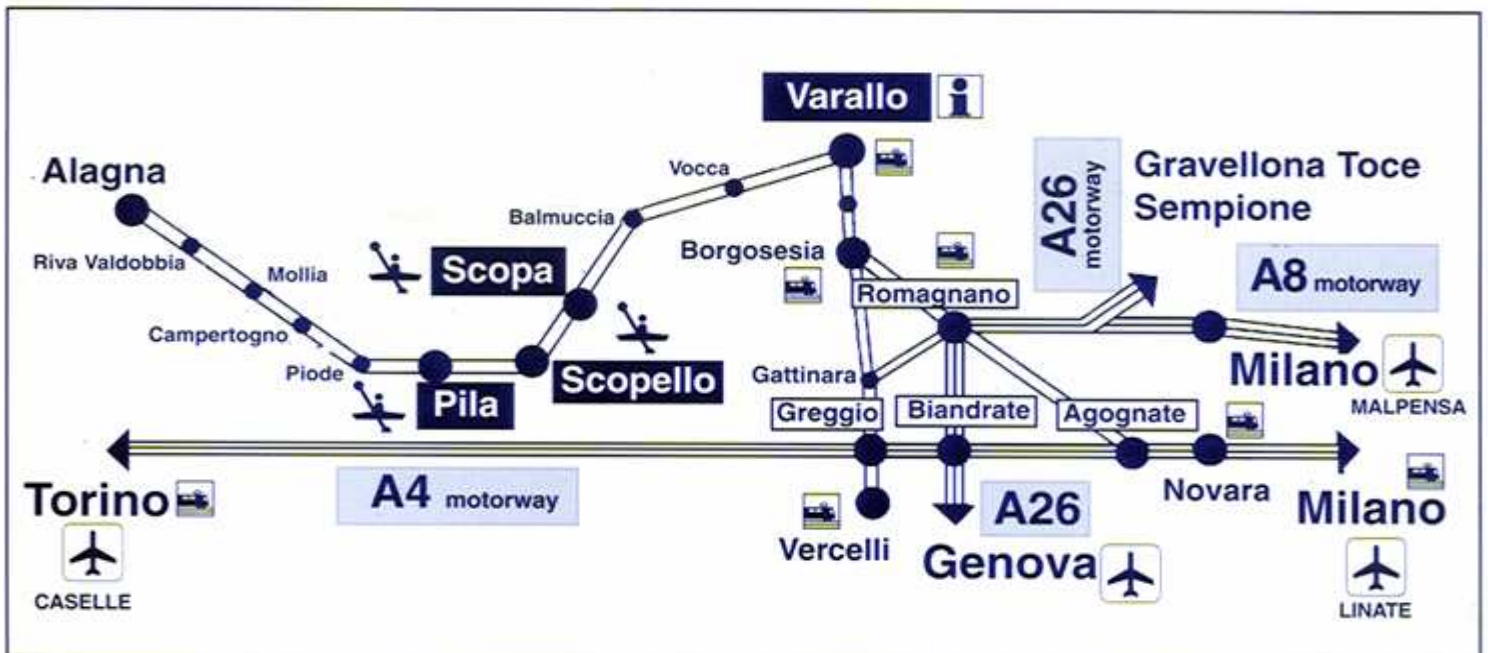 Varallo
i
Alagna
Vocca
A26
motorway
Gravellona Toce
Sempione
Balmuccia
Riva Valdobbia
Mollia
Scopa
Borgosesia
Romagnano
A8 motorway
Campertogno
Piode
Pila
Scopello
Gattinara
Milano
MALPENSA
Greggio
Biandrate
Agognate
Torino
A4 motorway
Novara
Milano
Vercelli
A26
Genova
CASELLE
LINATE